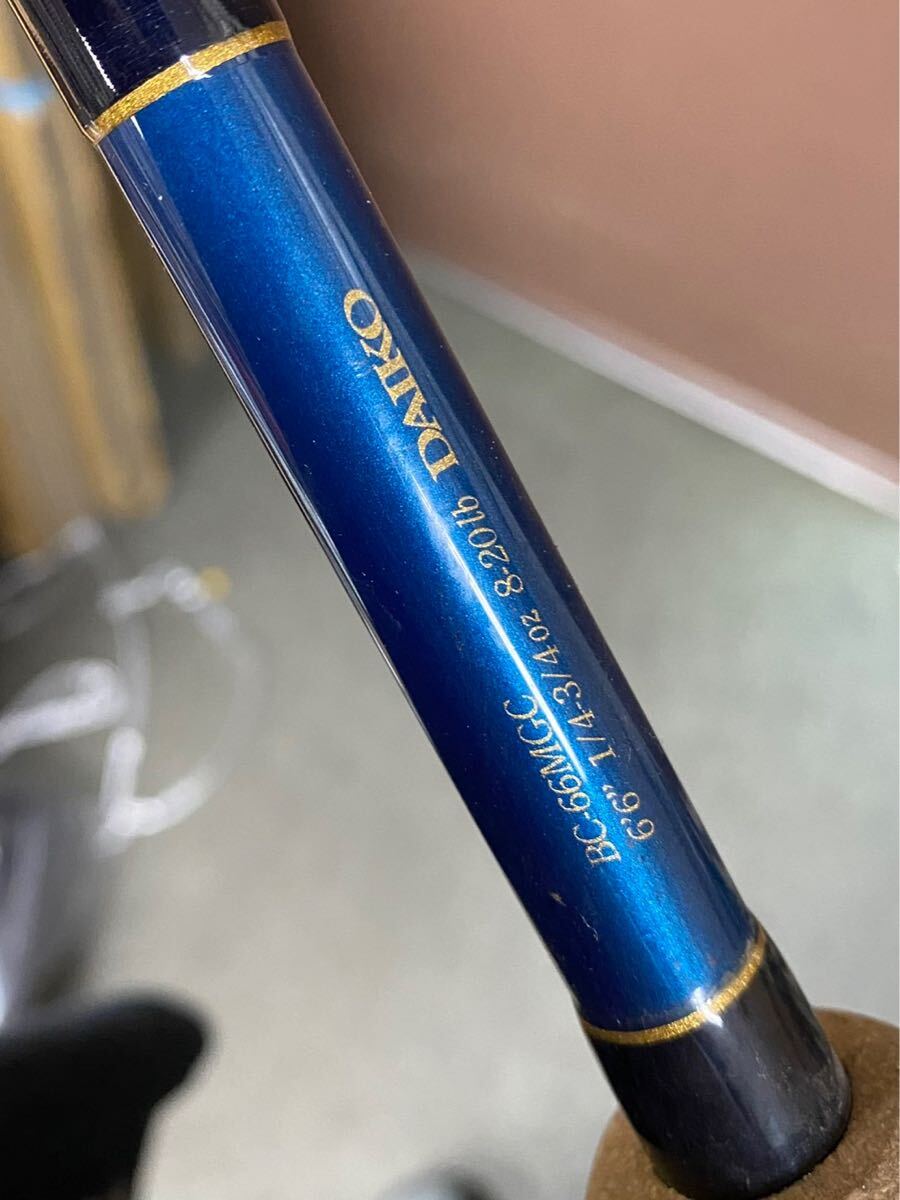 BC-66MGC
6'6" 1/4-3/4oz 8-20lb DAIKO